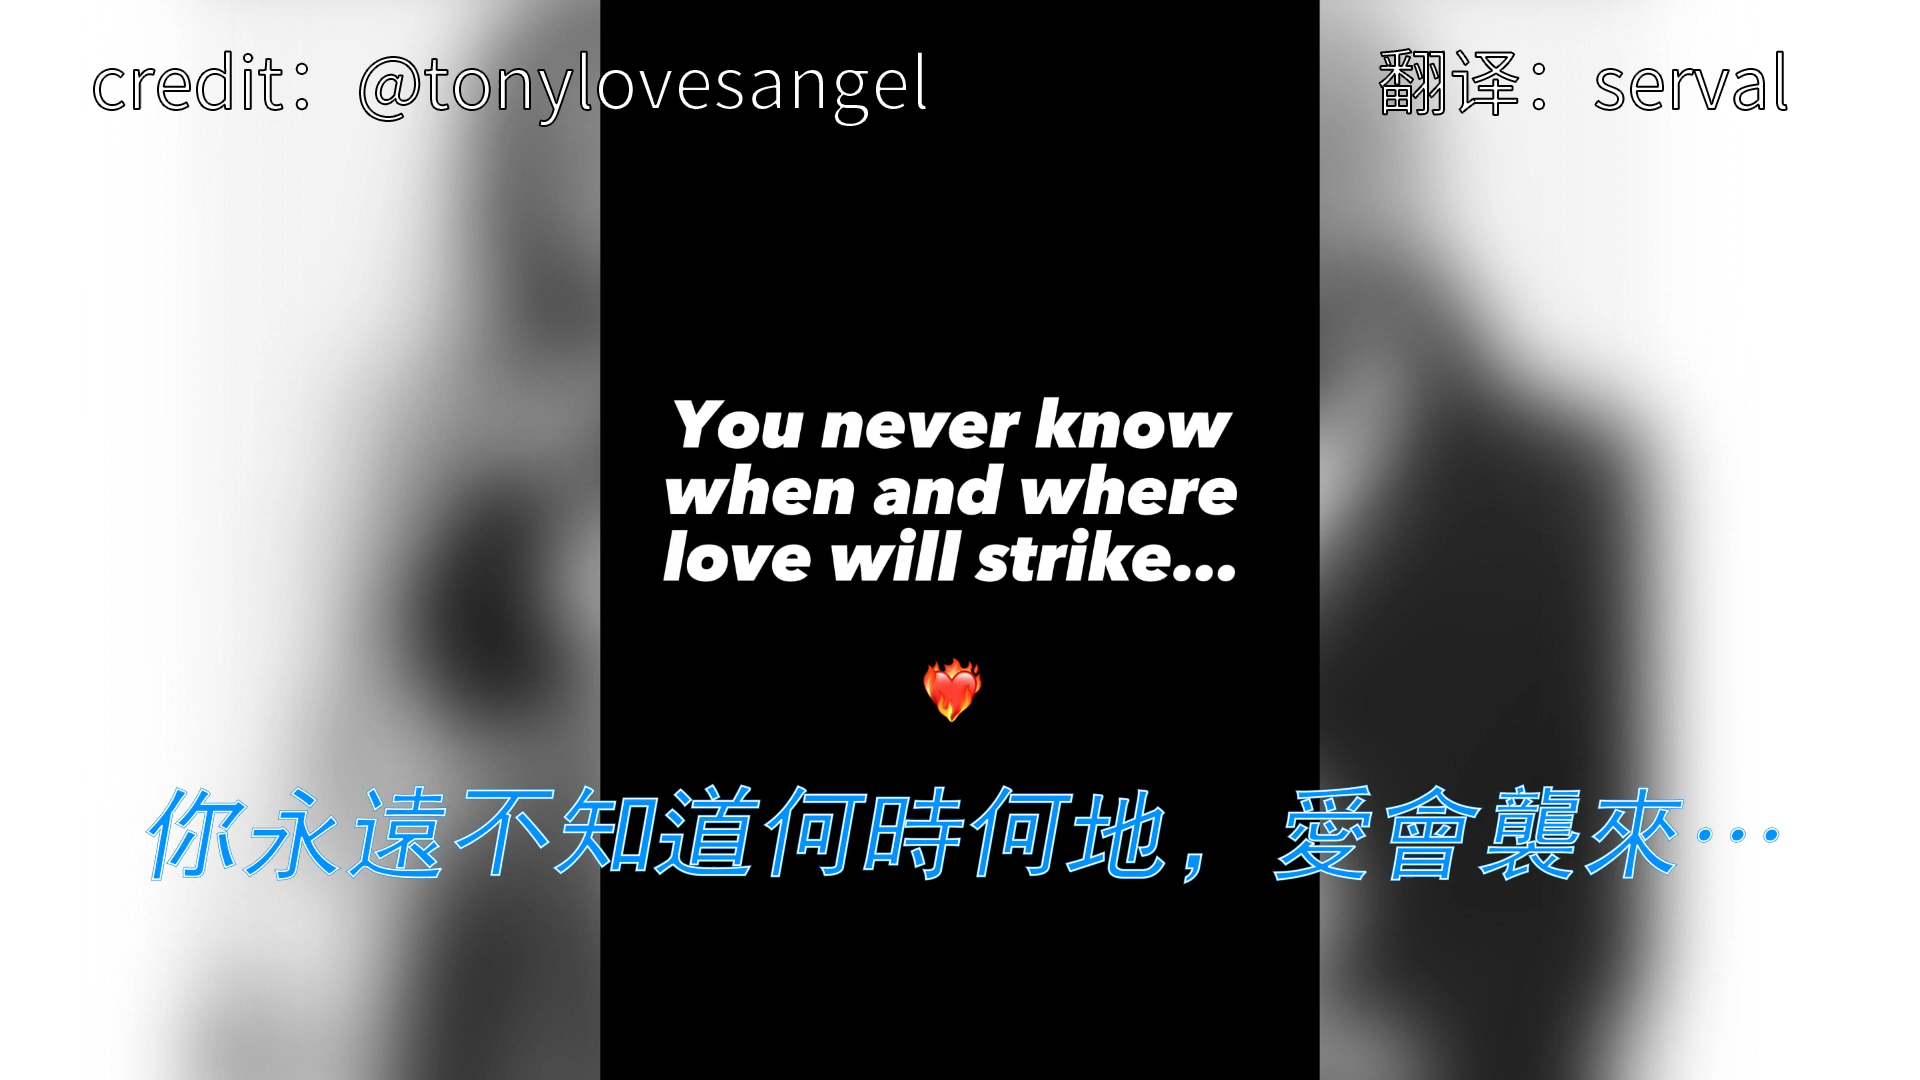 credit：@tonylovesangel
翻译：serval
You never know
when and where
love will strike...
你永遠不知道何時何地，愛會襲來…